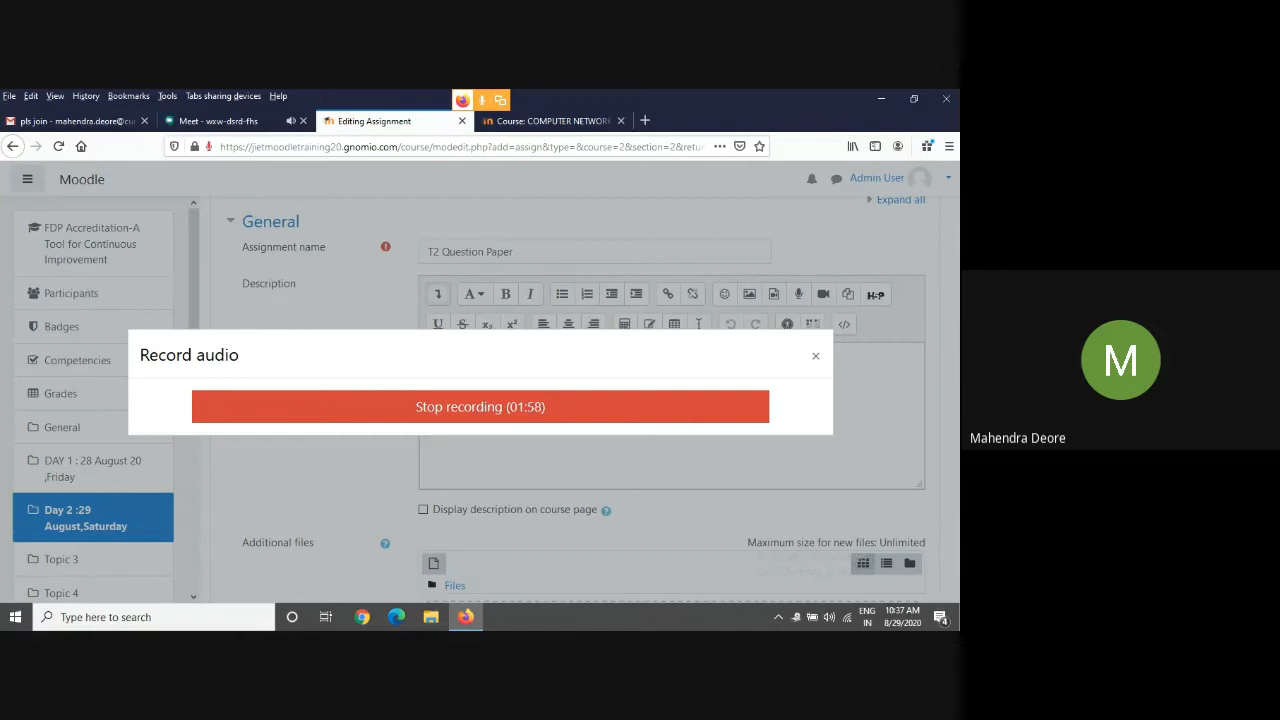 File Edit View History Bookmarks Tools Tabs sharing devices Help
pls join - mahendra.deore@cu
Meet - wxw-dsrd-fhs
Editing Assignment
Course: COMPUTER NETWOR
https://jietmoodletraining20.gnomio.com/course/modedit.php?add=assign&type=&course=2&section=2&retur
Moodle
Admin User
Expand all
FDP Accreditation-A
Tool for Continuous
Improvement
Participants
Badges
Competencies
Grades
General
DAY 1 : 28 August 20
,Friday
Day 2 :29
August,Saturday
Topic 3
Topic 4
General
Assignment name
T2 Question Paper
Description
A B I
H-P
U S x₂ x²
Record audio
×
Stop recording (01:58)
Display description on course page
Additional files
Maximum size for new files: Unlimited
Files
Type here to search
ENG
IN
10:37 AM
8/29/2020
4
M
Mahendra Deore